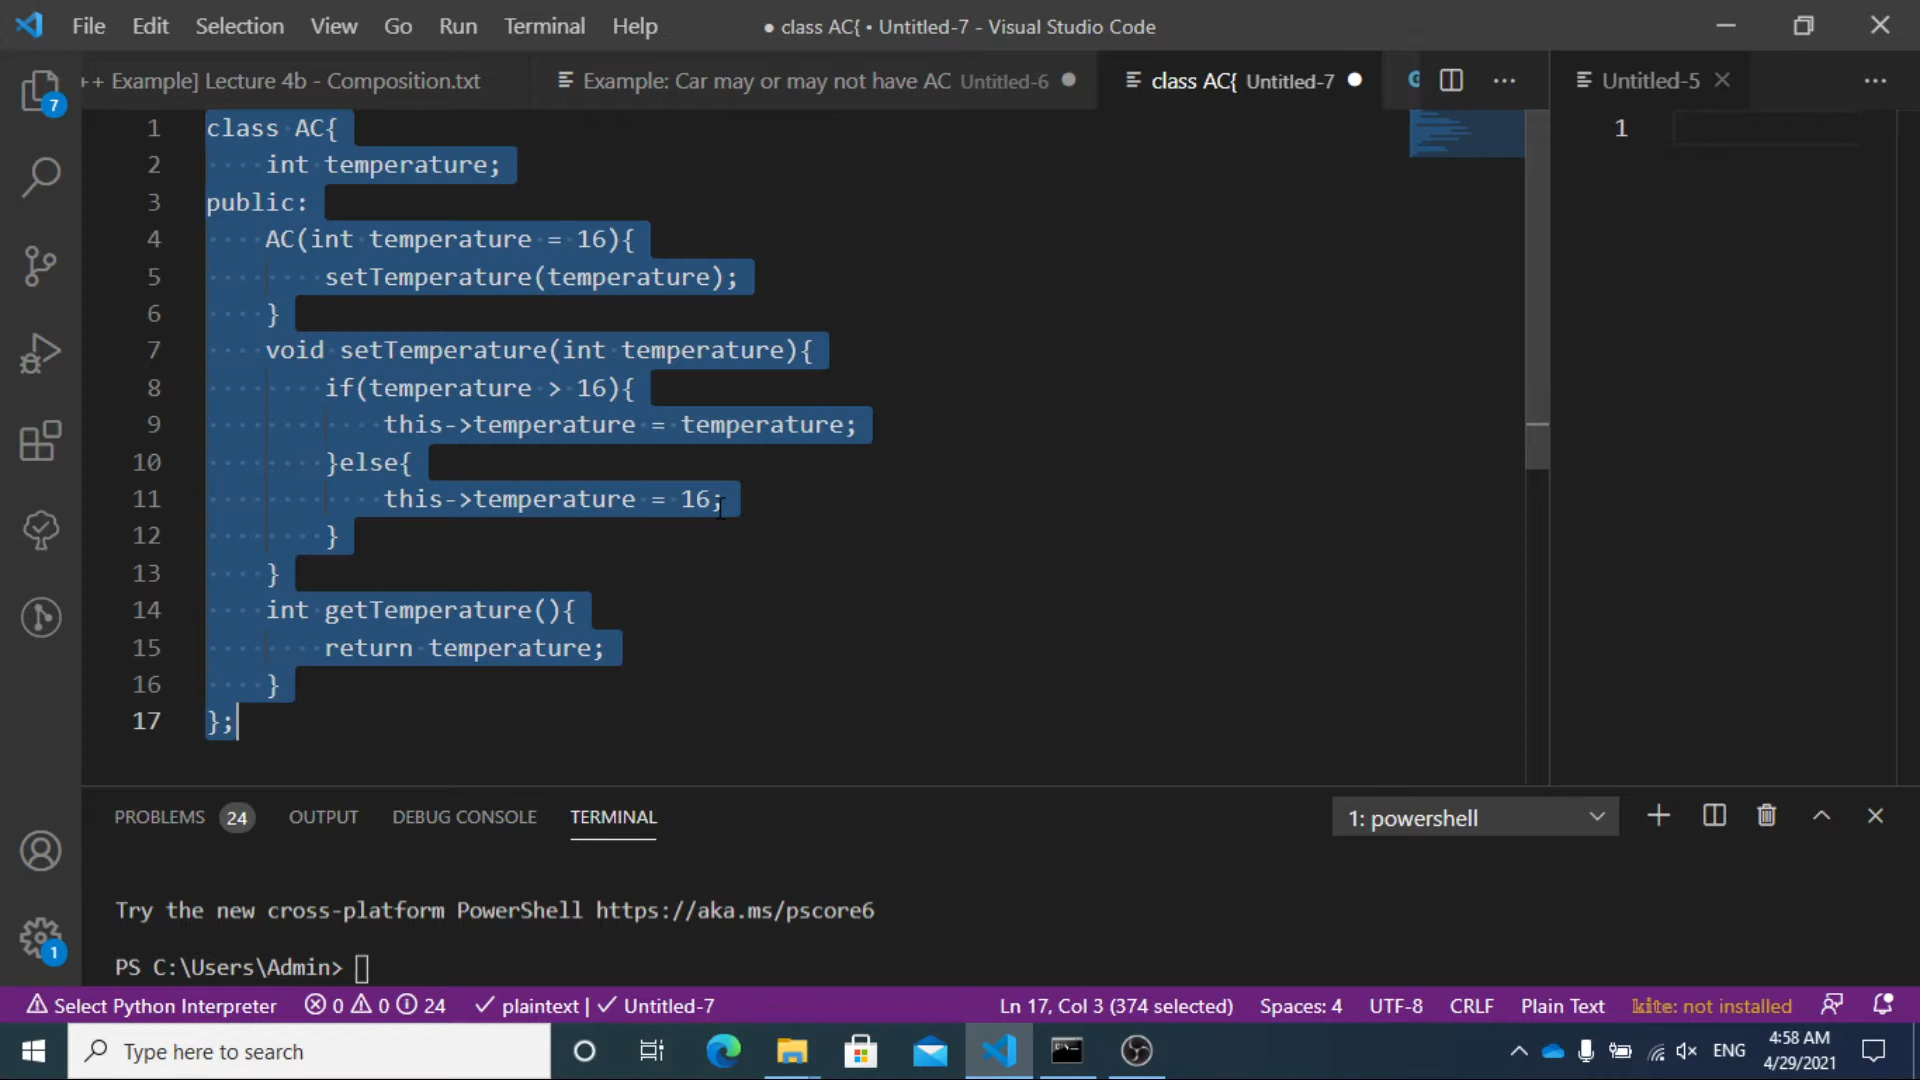 File Edit Selection View Go Run Terminal Help ● class AC{ • Untitled-7 - Visual Studio Code
++ Example] Lecture 4b - Composition.txt Example: Car may or may not have AC Untitled-6 class AC{ Untitled-7 Untitled-5
1 class AC{
2 int temperature;
3 public:
4 AC(int temperature = 16){
5 setTemperature(temperature);
6 }
7 void setTemperature(int temperature){
8 if(temperature > 16){
9 this->temperature = temperature;
10 }else{
11 this->temperature = 16;
12 }
13 }
14 int getTemperature(){
15 return temperature;
16 }
17 };
1
7
PROBLEMS 24 OUTPUT DEBUG CONSOLE TERMINAL 1: powershell
Try the new cross-platform PowerShell https://aka.ms/pscore6
PS C:\Users\Admin>
1
Select Python Interpreter 0 0 24 plaintext | Untitled-7 Ln 17, Col 3 (374 selected) Spaces: 4 UTF-8 CRLF Plain Text kite: not installed
Type here to search ENG 4:58 AM
4/29/2021